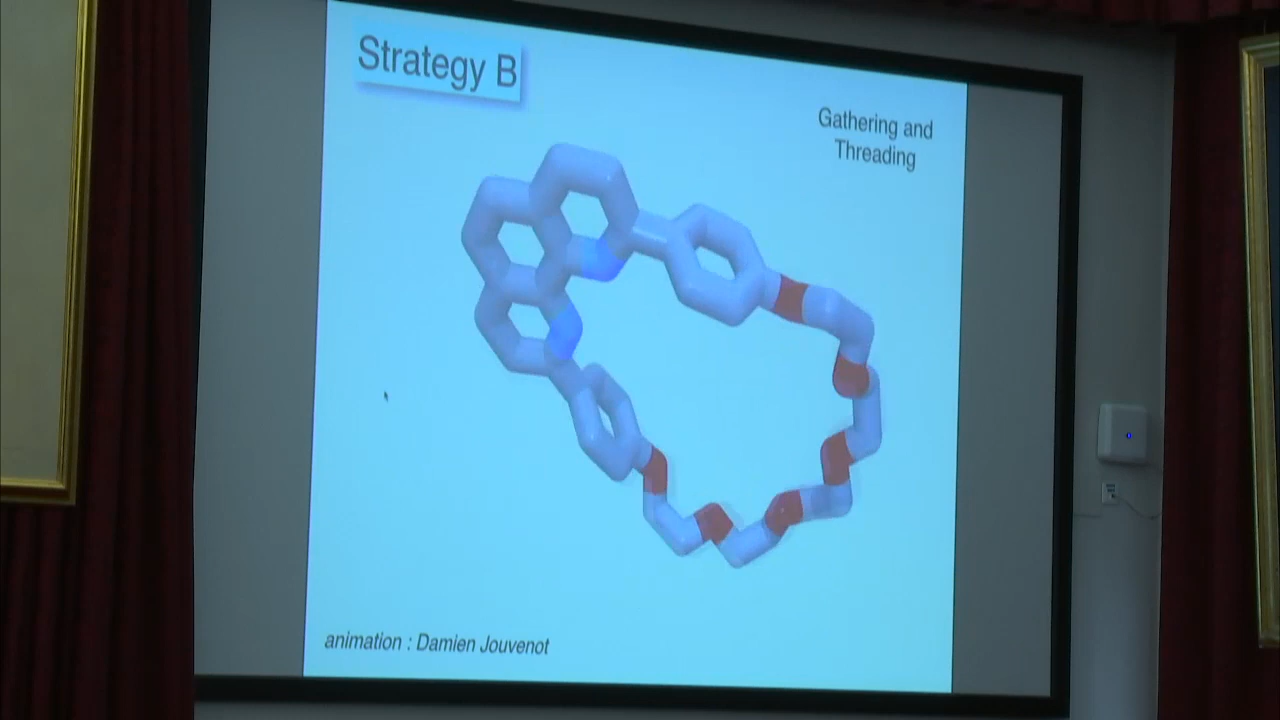 Strategy B
Gathering and
Threading
animation : Damien Jouvenot